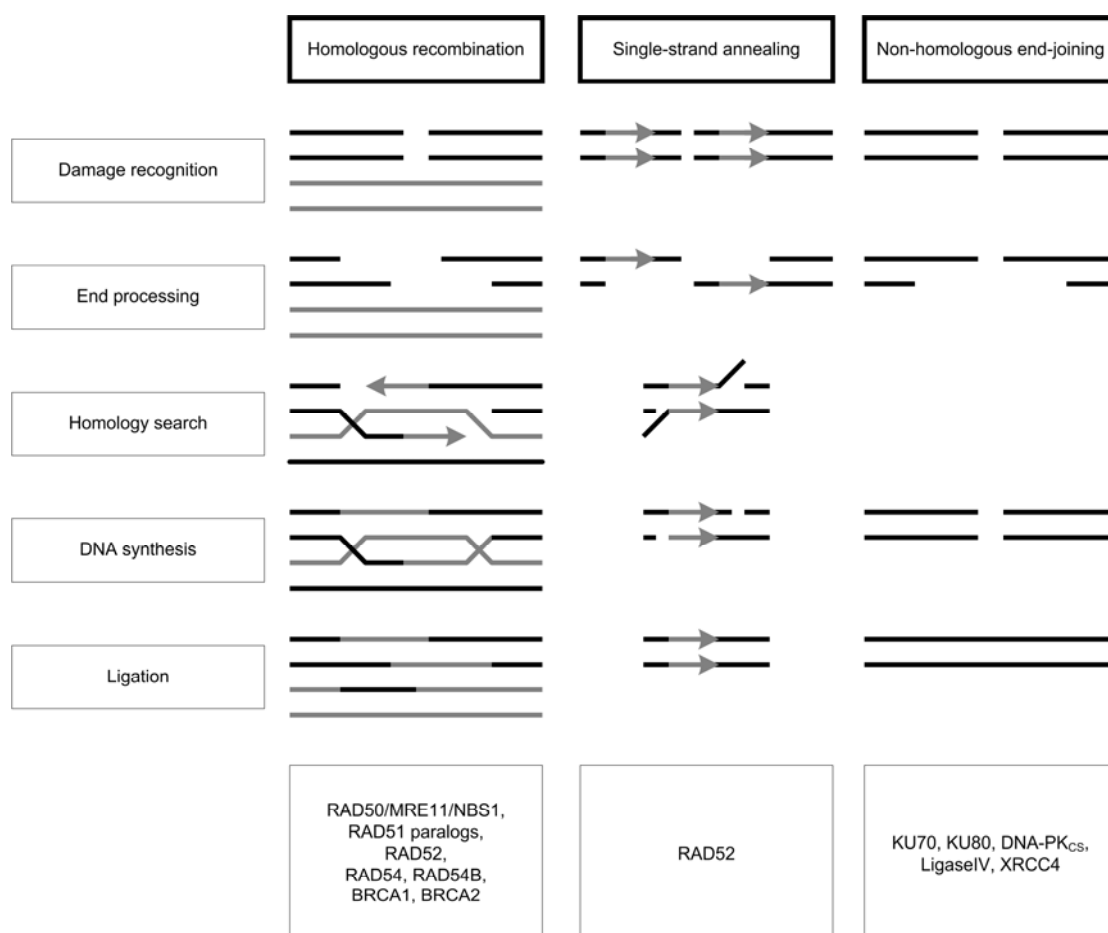 Homologous recombination
Single-strand annealing
Non-homologous end-joining
Damage recognition
End processing
Homology search
DNA synthesis
Ligation
RAD50/MRE11/NBS1,
RAD51 paralogs,
RAD52,
RAD54, RAD54B,
BRCA1, BRCA2
RAD52
KU70, KU80, DNA-PKCS,
LigaseIV, XRCC4